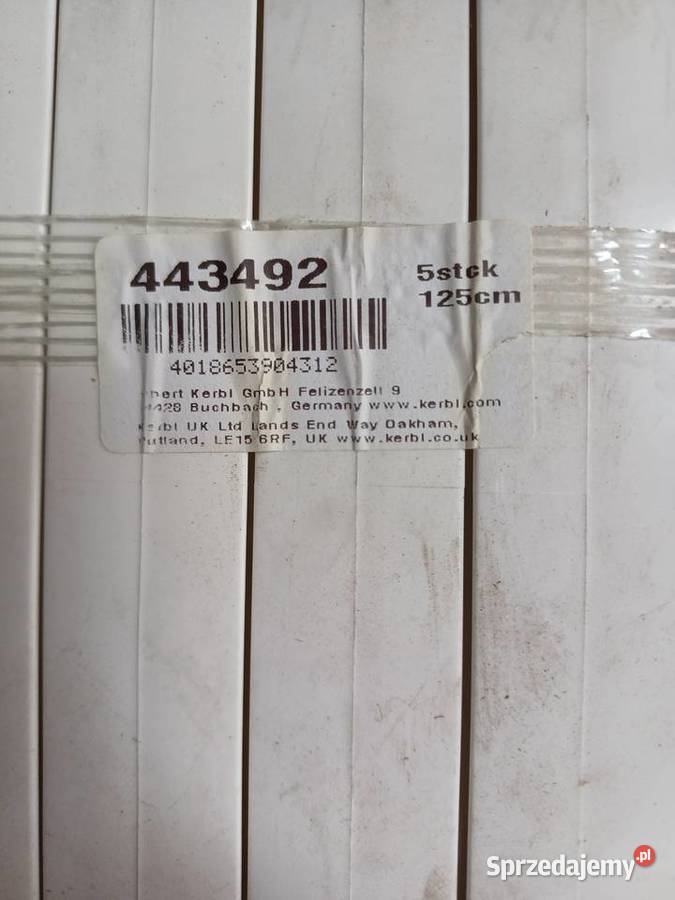 443492
5stck
125cm
4018653904312
Kerbl GmbH Felizenzell 9
Buchbach , Germany www.kerbl.com
Kerbl UK Ltd Lands End Way Oakham,
Rutland, LE15 6RF, UK www.kerbl.co.uk
Sprzedajemy.pl